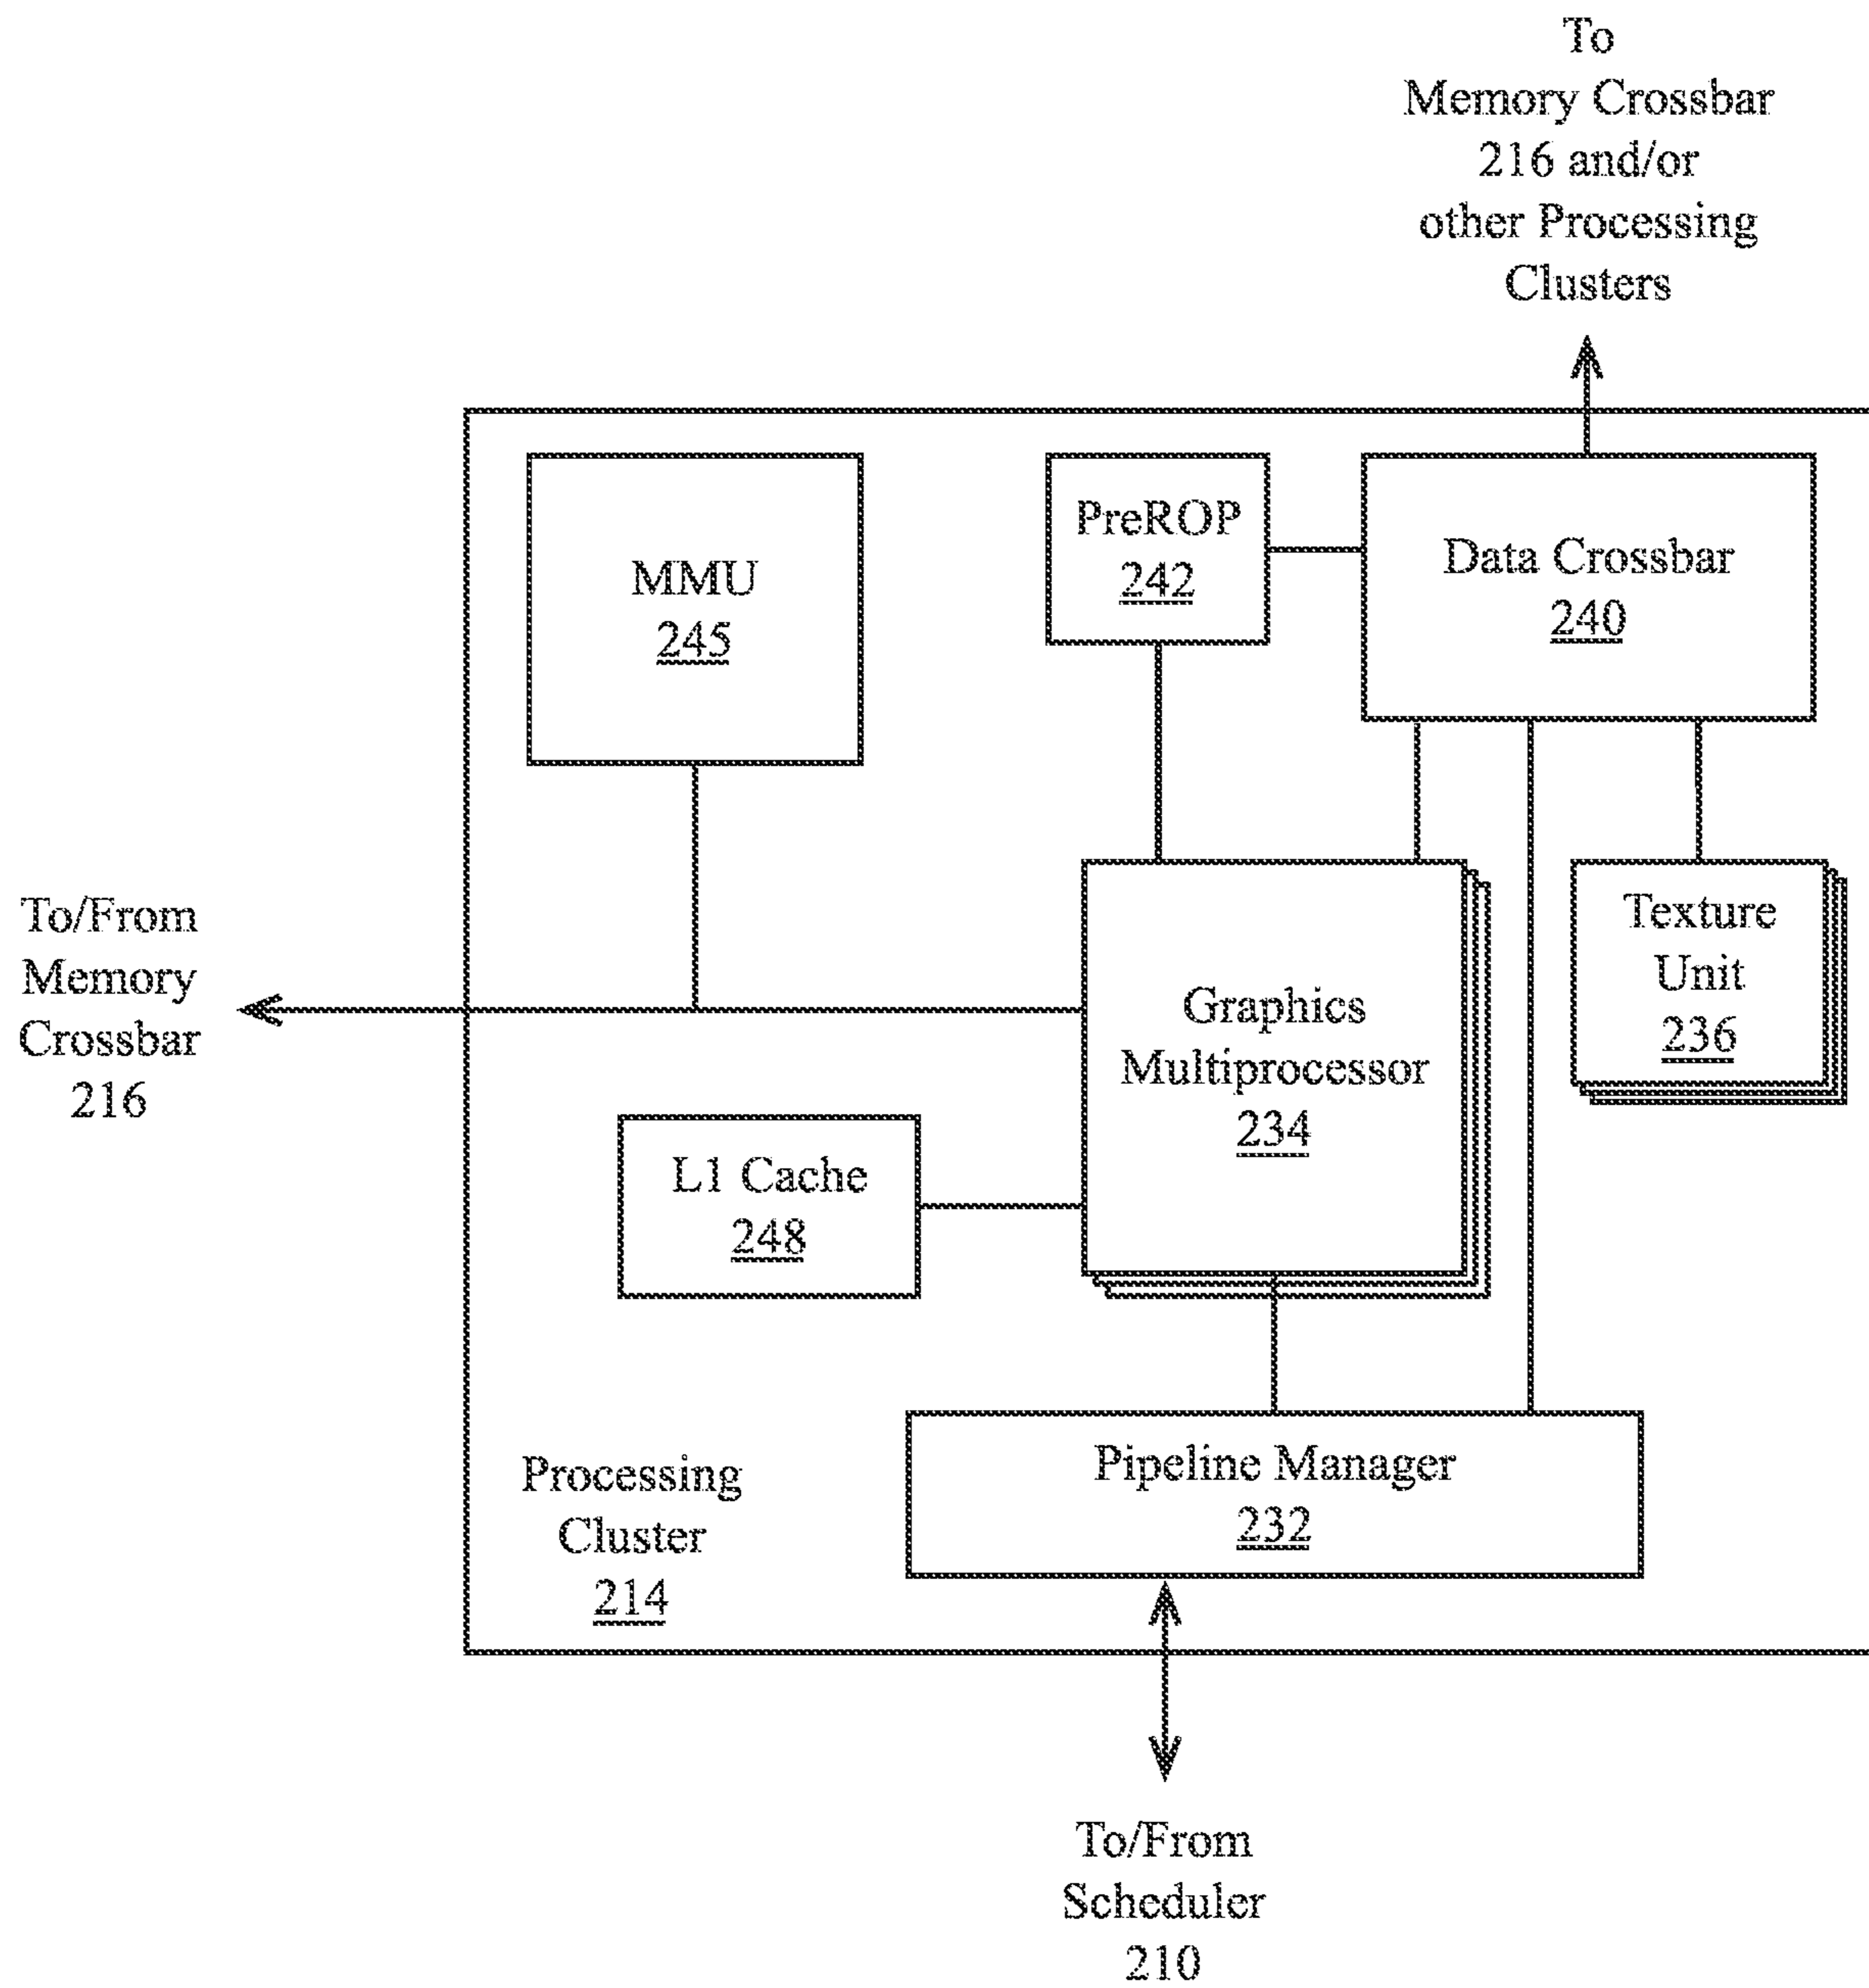 To
Memory Crossbar
216 and/or
other Processing
Clusters
MMU
245
PreROP
242
Data Crossbar
240
To/From
Memory
Crossbar
216
Graphics
Multiprocessor
234
Texture
Unit
236
L1 Cache
248
Processing
Cluster
214
Pipeline Manager
232
To/From
Scheduler
210